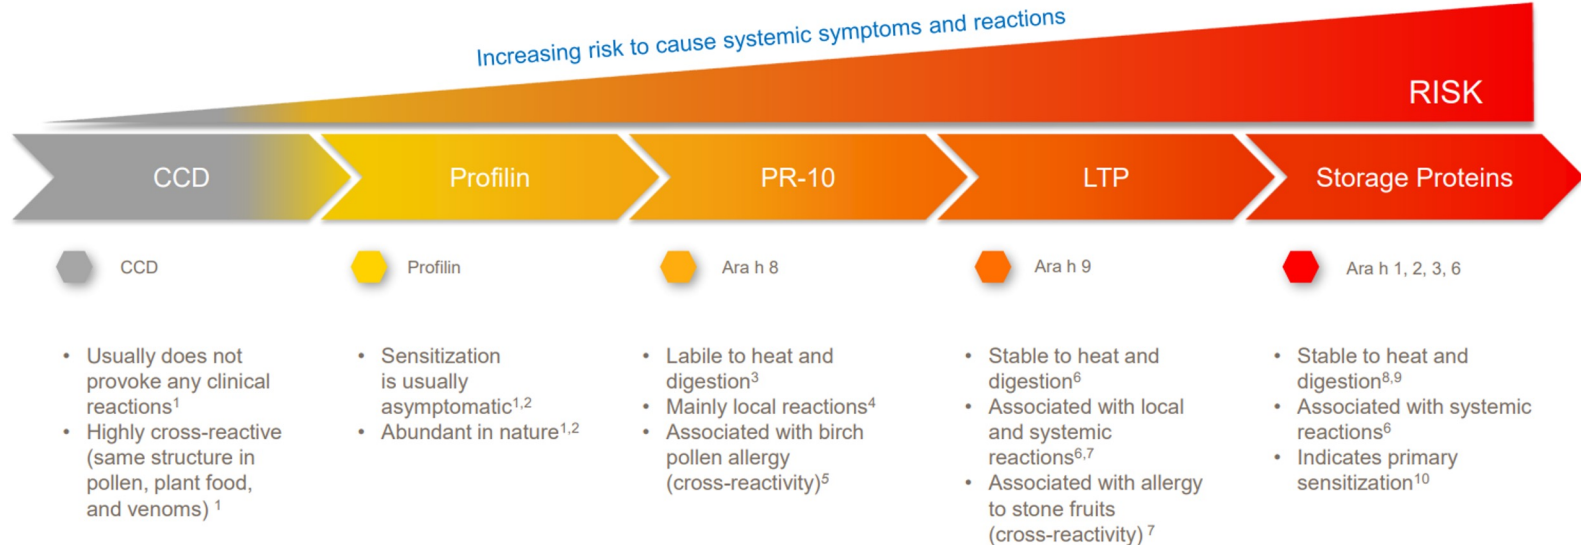 Increasing risk to cause systemic symptoms and reactions
RISK
CCD
Profilin
PR-10
LTP
Storage Proteins
CCD
Profilin
Ara h 8
Ara h 9
Ara h 1, 2, 3, 6
• Usually does not
provoke any clinical
reactions¹
• Highly cross-reactive
(same structure in
pollen, plant food,
and venoms) ¹
• Sensitization
is usually
asymptomatic¹,²
• Abundant in nature¹,²
• Labile to heat and
digestion³
• Mainly local reactions⁴
• Associated with birch
pollen allergy
(cross-reactivity)⁵
• Stable to heat and
digestion⁶
• Associated with local
and systemic
reactions⁶,⁷
• Associated with allergy
to stone fruits
(cross-reactivity) ⁷
• Stable to heat and
digestion⁸,⁹
• Associated with systemic
reactions⁶
• Indicates primary
sensitization¹⁰